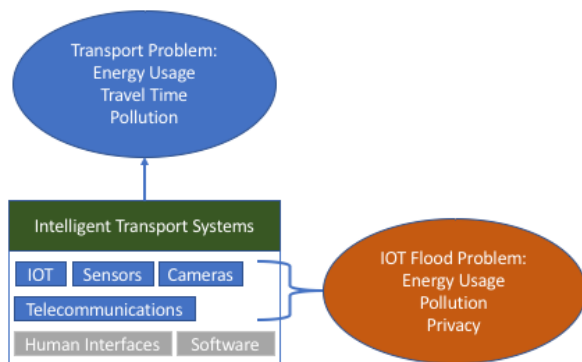 Transport Problem:
Energy Usage
Travel Time
Pollution
Intelligent Transport Systems
IOT Sensors Cameras
Telecommunications
Human Interfaces Software
IOT Flood Problem:
Energy Usage
Pollution
Privacy